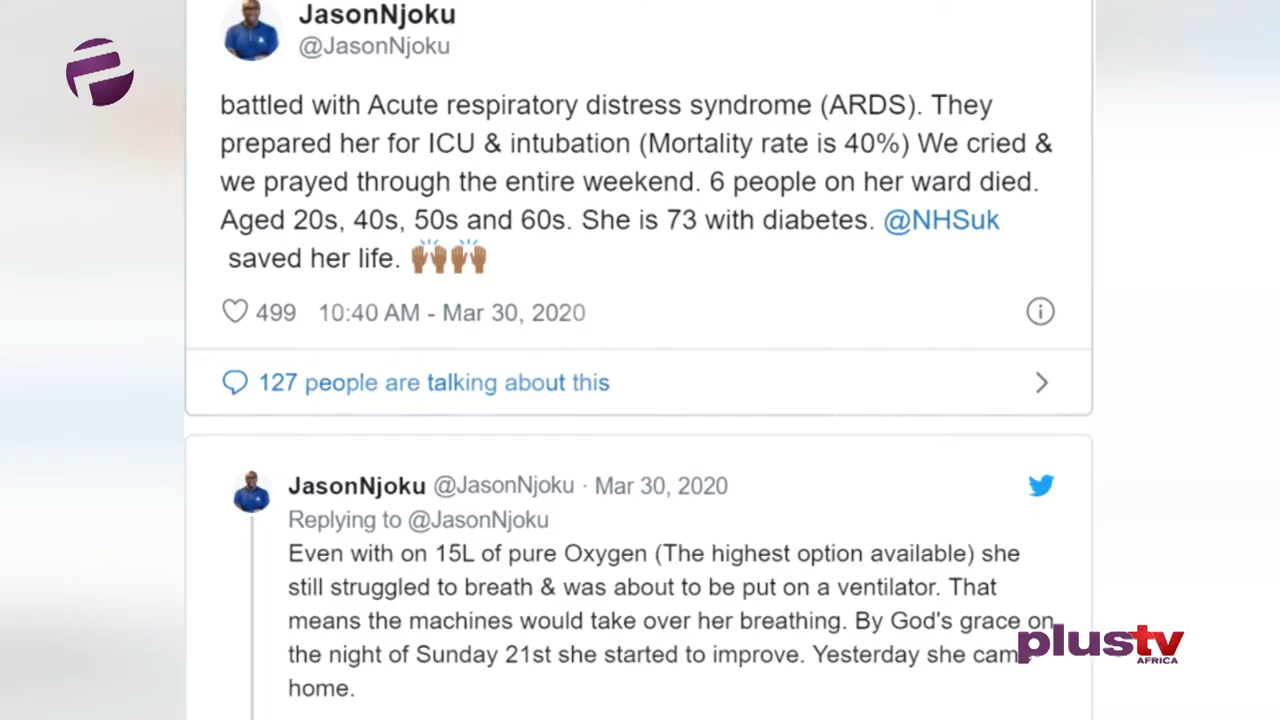 JasonNjoku
@JasonNjoku
battled with Acute respiratory distress syndrome (ARDS). They
prepared her for ICU & intubation (Mortality rate is 40%) We cried &
we prayed through the entire weekend. 6 people on her ward died.
Aged 20s, 40s, 50s and 60s. She is 73 with diabetes. @NHSuk
saved her life. 🙌🏾🙌🏾
499 10:40 AM - Mar 30, 2020
127 people are talking about this
JasonNjoku @JasonNjoku · Mar 30, 2020
Replying to @JasonNjoku
Even with on 15L of pure Oxygen (The highest option available) she
still struggled to breath & was about to be put on a ventilator. That
means the machines would take over her breathing. By God's grace on
the night of Sunday 21st she started to improve. Yesterday she cam
home.
plustv
AFRICA